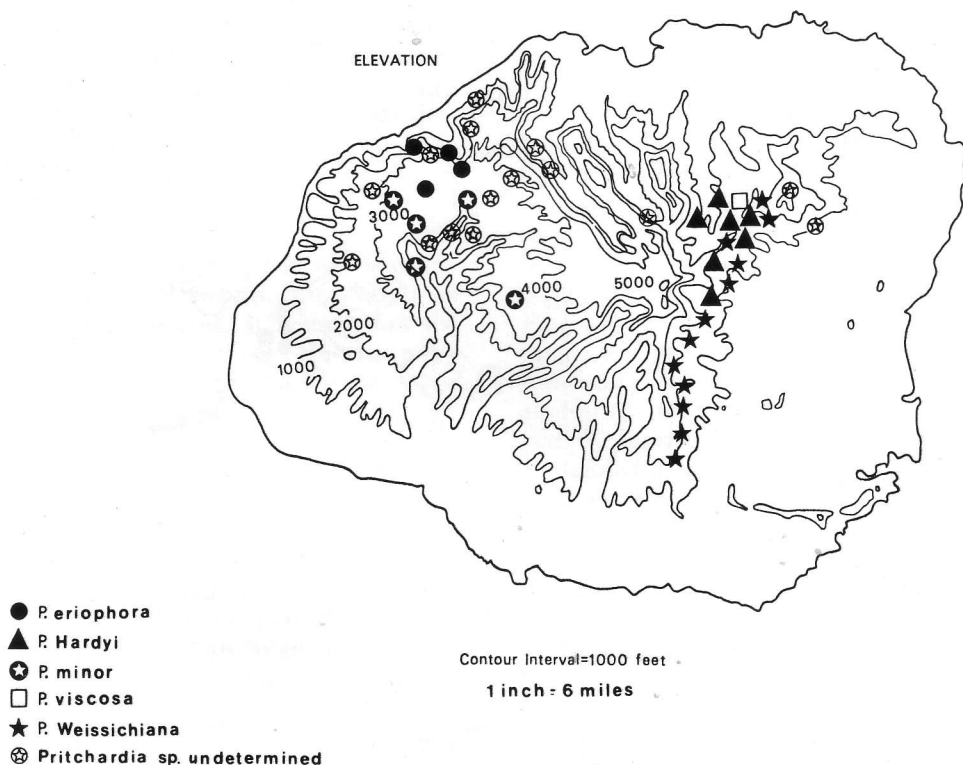 ELEVATION
3000
4000
5000
2000
1000
P. eriophora
P. Hardyi
P. minor
P. viscosa
P. Weissichiana
Pritchardia sp. undetermined
Contour Interval=1000 feet
1 inch = 6 miles